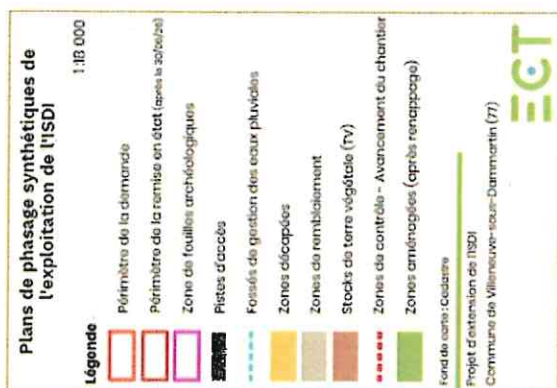 Plans de phasage synthétiques de
l'exploitation de l'ISDI
1:18 000
Légende
Périmètre de la demande
Périmètre de la remise en état (après le 30/06/26)
Zone de fouilles archéologiques
Pistes d'accès
Fossés de gestion des eaux pluviales
Zones décapées
Zones de remblaiement
Stocks de terre végétale (TV)
Zones de contrôle - Avancement du chantier
Zones aménagées (après renappage)
Fond de carte : Cadastre
Projet d'extension de l'ISDI
Commune de Villeneuve-sous-Dammartin (77)
ECT